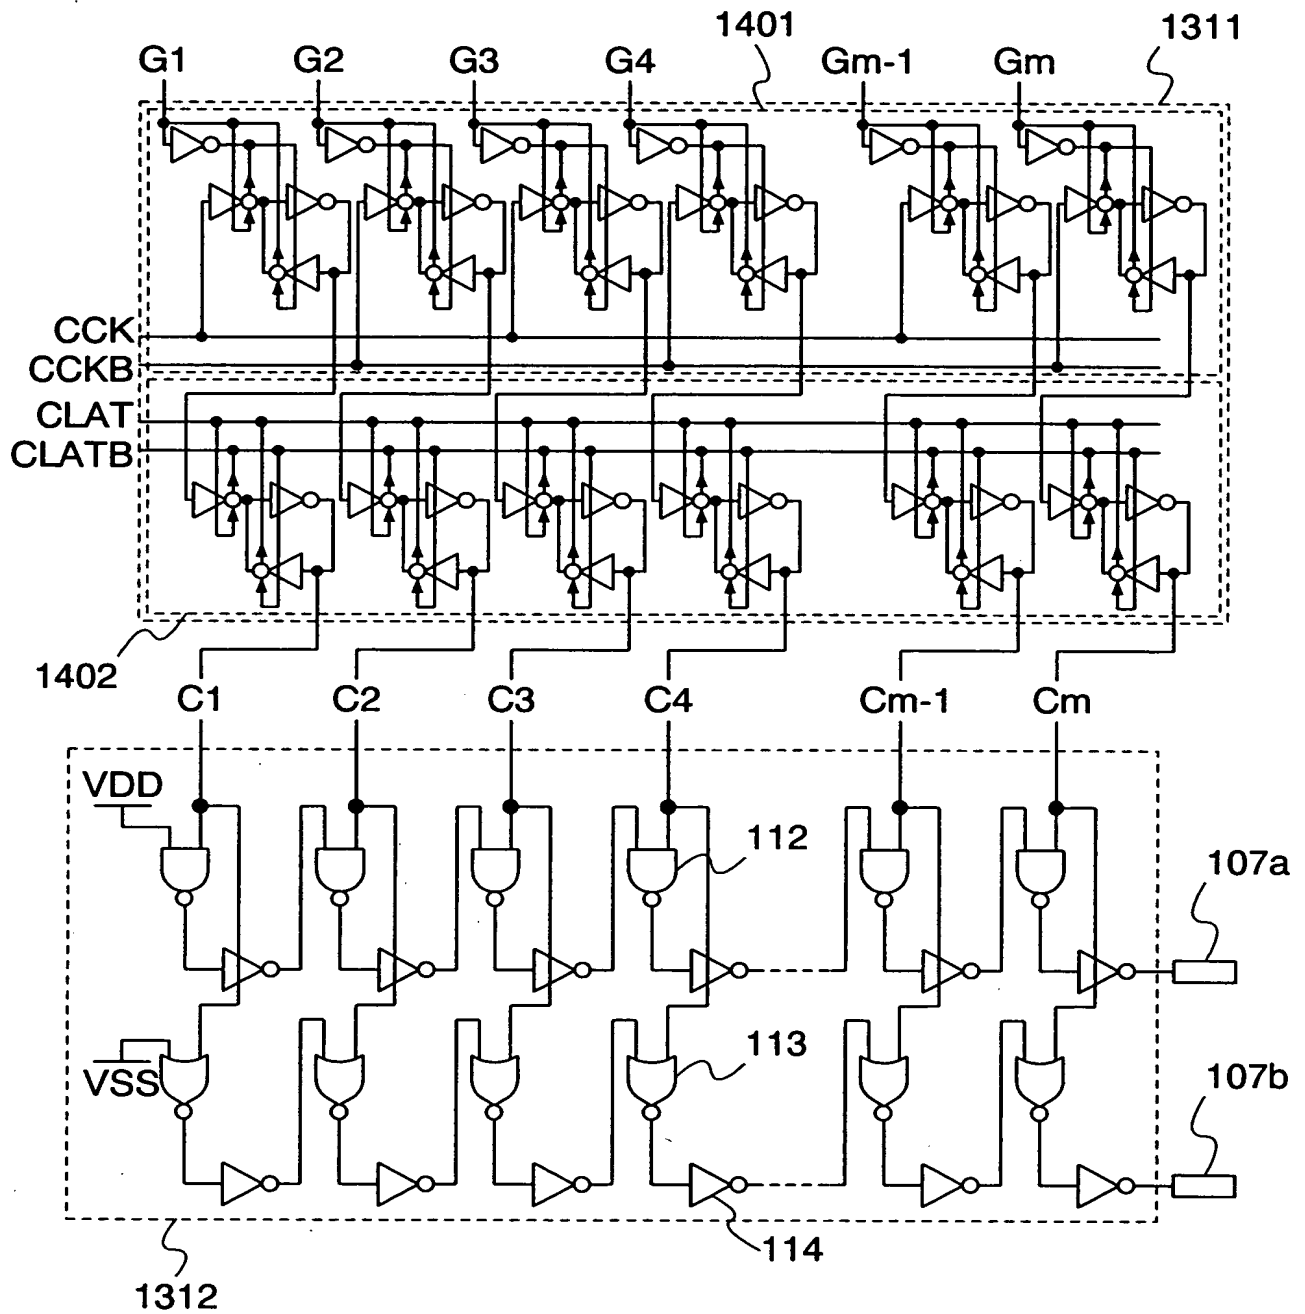 1401
1311
G1 G2 G3 G4 Gm-1 Gm
CCK
CCKB
CLAT
CLATB
1402
C1 C2 C3 C4 Cm-1 Cm
VDD
112
107a
113
VSS
107b
114
1312